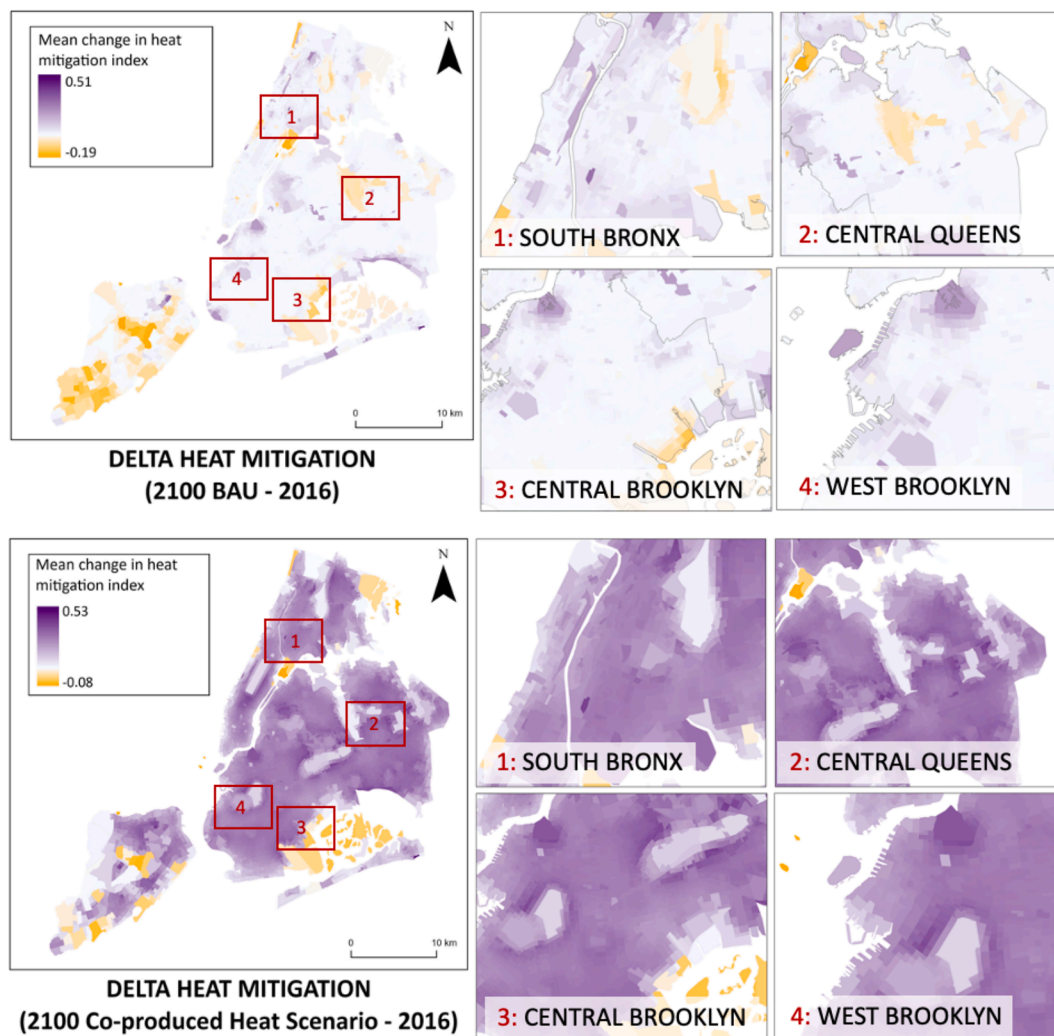 Mean change in heat
mitigation index
0.51
-0.19
N
1
2
4
3
0
10 km
DELTA HEAT MITIGATION
(2100 BAU - 2016)
1: SOUTH BRONX
2: CENTRAL QUEENS
3: CENTRAL BROOKLYN
4: WEST BROOKLYN
Mean change in heat
mitigation index
0.53
-0.08
N
1
2
4
3
0
10 km
DELTA HEAT MITIGATION
(2100 Co-produced Heat Scenario - 2016)
1: SOUTH BRONX
2: CENTRAL QUEENS
3: CENTRAL BROOKLYN
4: WEST BROOKLYN